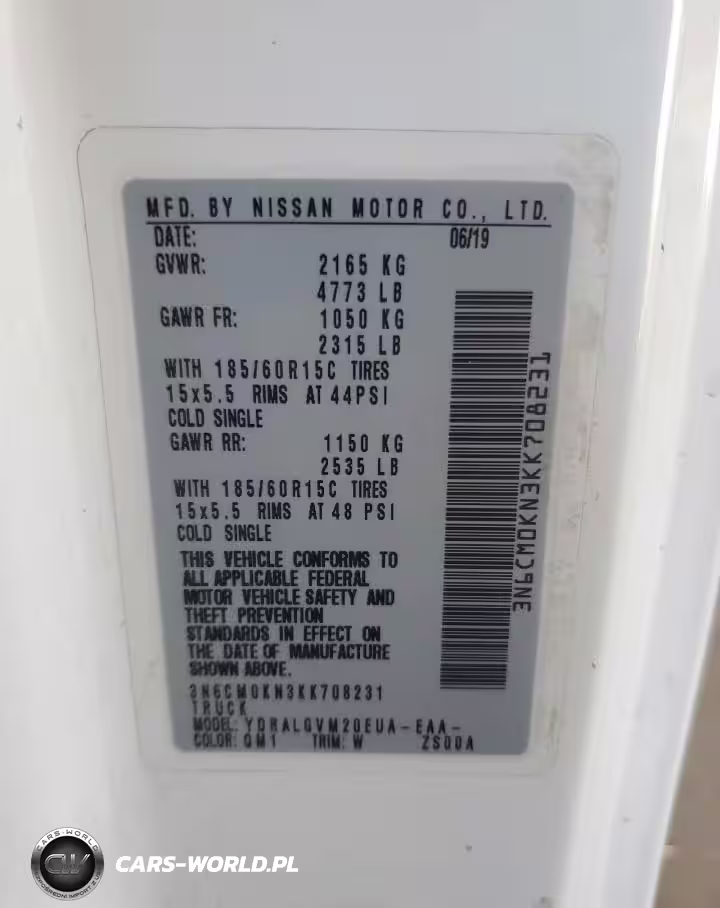 MFD. BY NISSAN MOTOR CO., LTD.
DATE: 06/19
GVWR: 2165 KG
4773 LB
GAWR FR: 1050 KG
2315 LB
WITH 185/60R15C TIRES
15x5.5 RIMS AT 44PSI
COLD SINGLE
GAWR RR: 1150 KG
2535 LB
WITH 185/60R15C TIRES
15x5.5 RIMS AT 48 PSI
COLD SINGLE
THIS VEHICLE CONFORMS TO
ALL APPLICABLE FEDERAL
MOTOR VEHICLE SAFETY AND
THEFT PREVENTION
STANDARDS IN EFFECT ON
THE DATE OF MANUFACTURE
SHOWN ABOVE.
3N6CM0KN3KK708231
TRUCK
MODEL: YDRALGVM20EUA-EAA-
COLOR: QM1 TRIM: W ZS00A
3N6CM0KN3KK708231
CARS-WORLD
CW
CARS-WORLD.PL